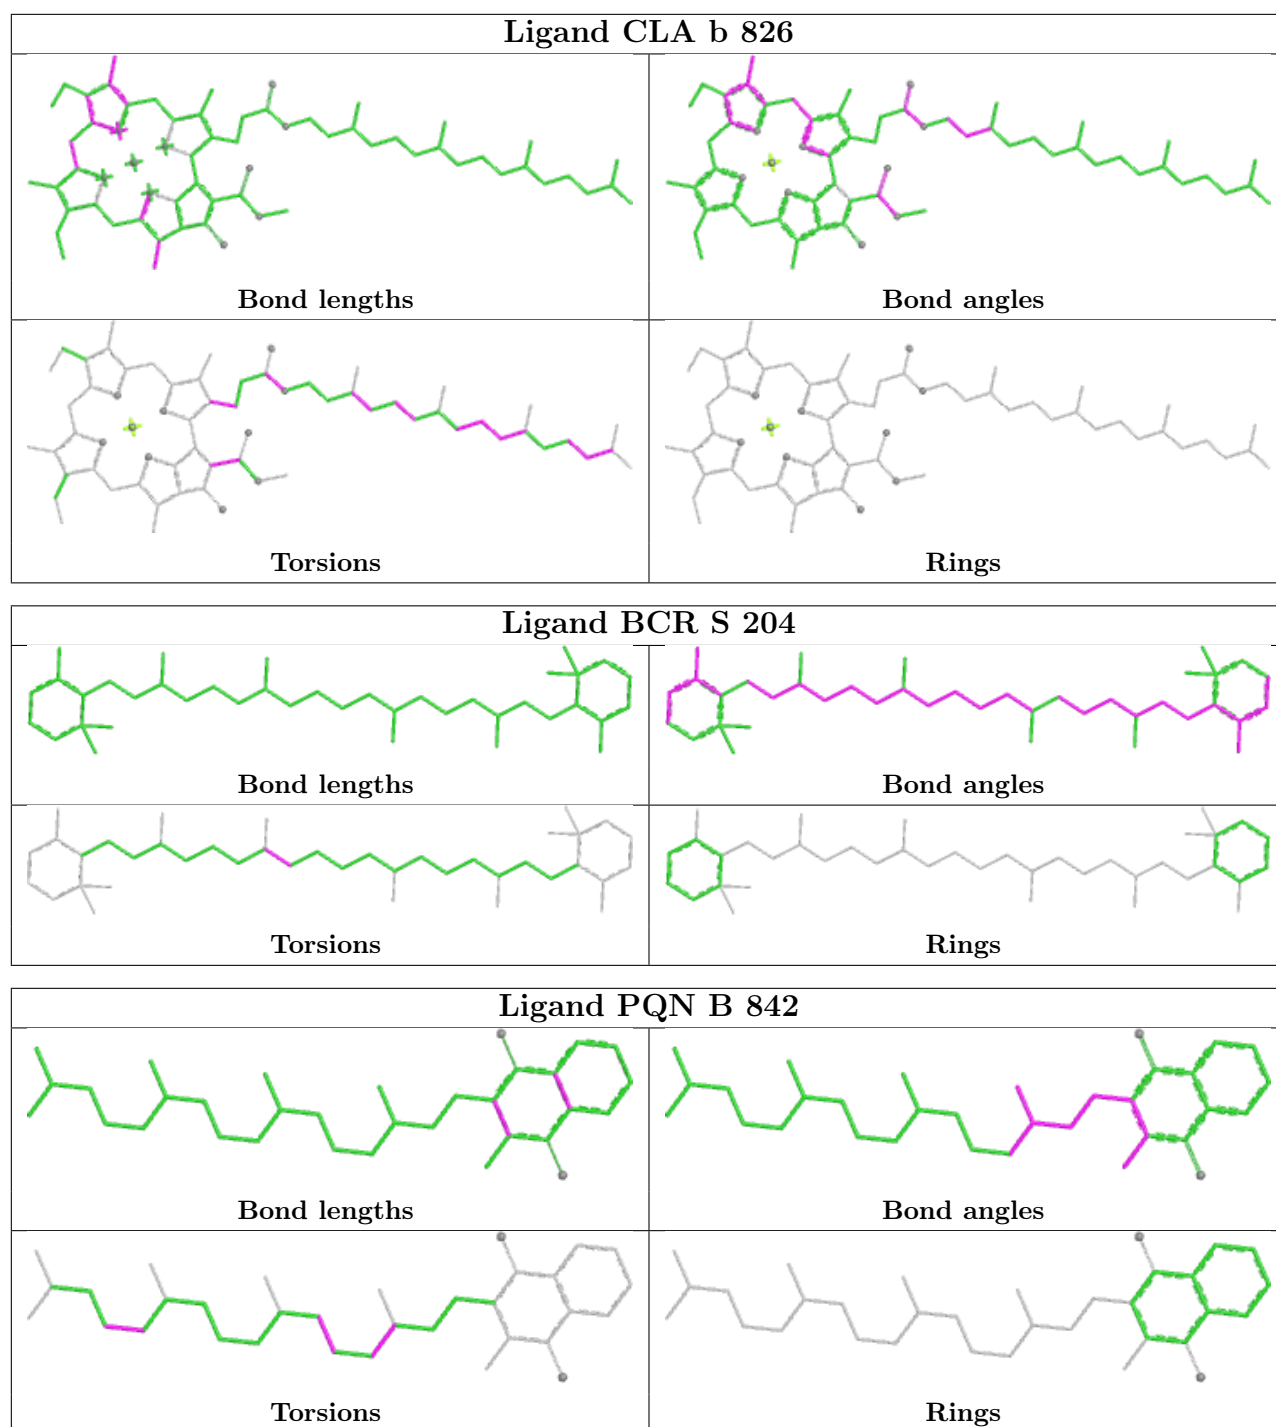 Ligand CLA b 826
Bond lengths
Bond angles
Torsions
Rings
Ligand BCR S 204
Bond lengths
Bond angles
Torsions
Rings
Ligand PQN B 842
Bond lengths
Bond angles
Torsions
Rings